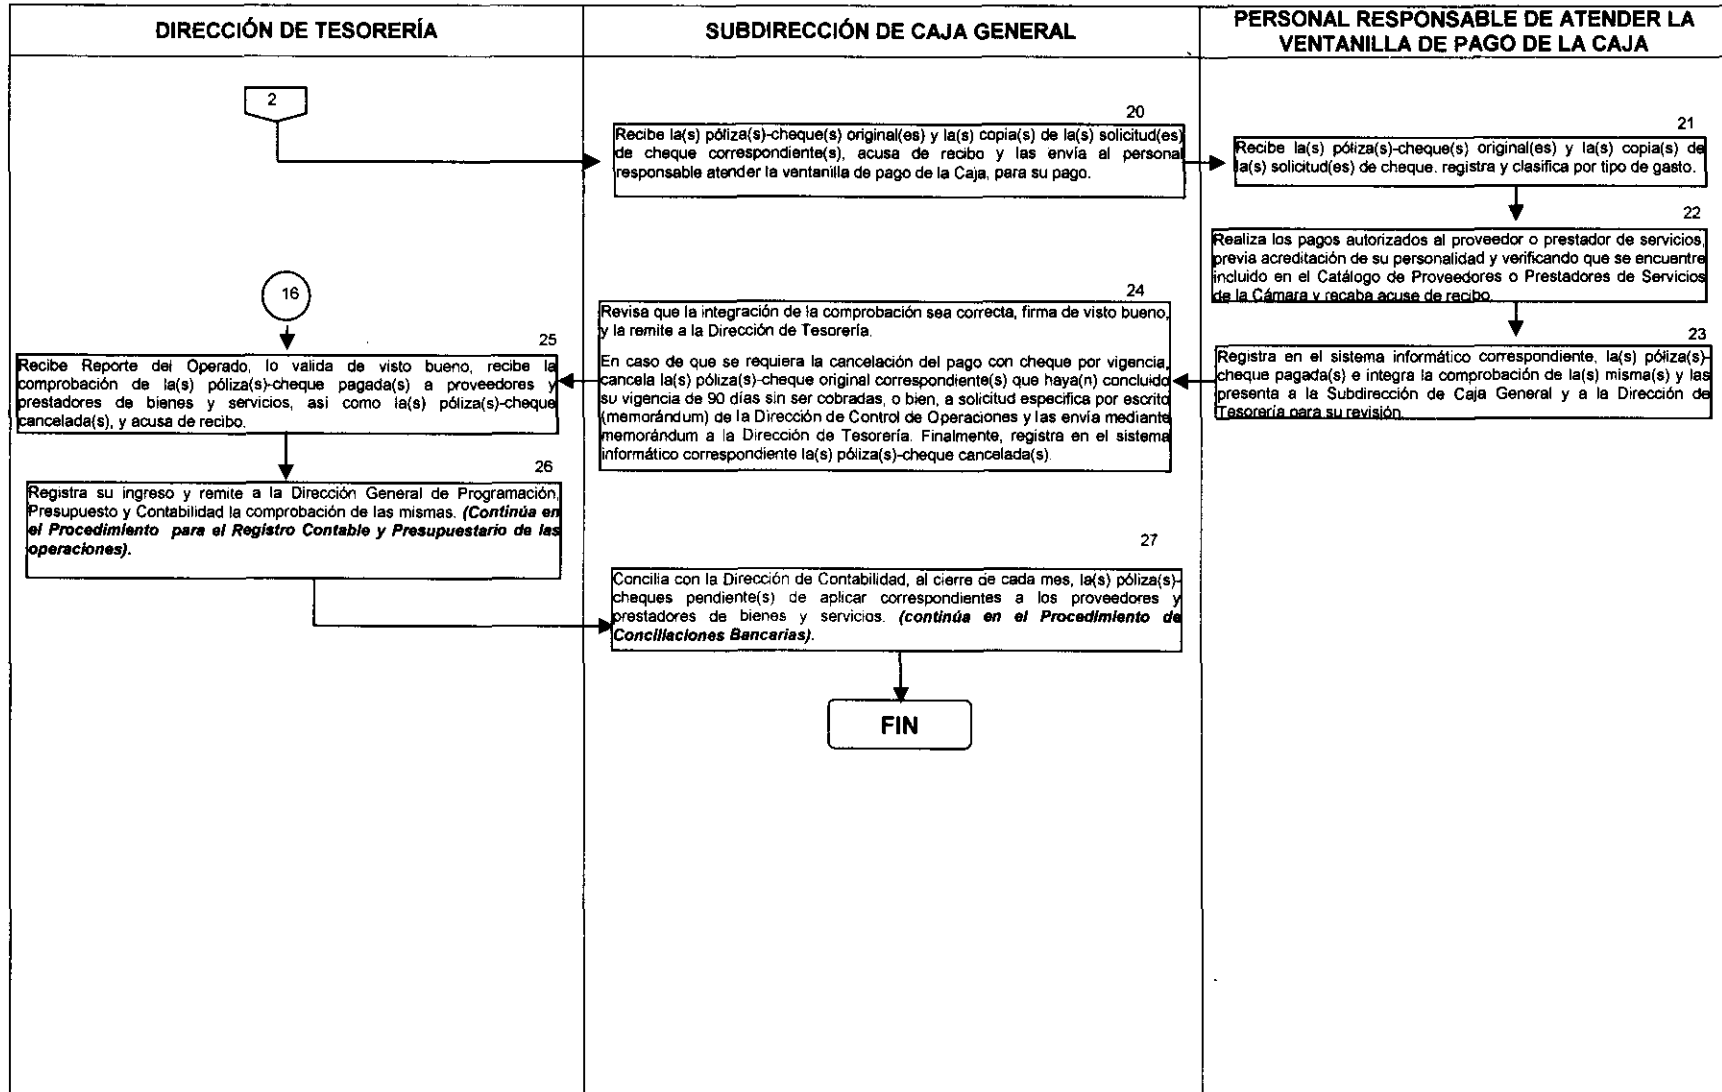 DIRECCIÓN DE TESORERÍA
SUBDIRECCIÓN DE CAJA GENERAL
PERSONAL RESPONSABLE DE ATENDER LA
VENTANILLA DE PAGO DE LA CAJA
2
20
Recibe la(s) póliza(s)-cheque(s) original(es) y la(s) copia(s) de la(s) solicitud(es)
de cheque correspondiente(s), acusa de recibo y las envía al personal
responsable atender la ventanilla de pago de la Caja, para su pago.
21
Recibe la(s) póliza(s)-cheque(s) original(es) y la(s) copia(s) de
la(s) solicitud(es) de cheque. registra y clasifica por tipo de gasto.
22
Realiza los pagos autorizados al proveedor o prestador de servicios,
previa acreditación de su personalidad y verificando que se encuentre
incluido en el Catálogo de Proveedores o Prestadores de Servicios
de la Cámara y recaba acuse de recibo.
23
Registra en el sistema informático correspondiente, la(s) póliza(s)-
cheque pagada(s) e integra la comprobación de la(s) misma(s) y las
presenta a la Subdirección de Caja General y a la Dirección de
Tesorería para su revisión.
24
Revisa que la integración de la comprobación sea correcta, firma de visto bueno,
y la remite a la Dirección de Tesorería.
En caso de que se requiera la cancelación del pago con cheque por vigencia,
cancela la(s) póliza(s)-cheque original correspondiente(s) que haya(n) concluido
su vigencia de 90 días sin ser cobradas, o bien, a solicitud especifica por escrito
(memorándum) de la Dirección de Control de Operaciones y las envía mediante
memorándum a la Dirección de Tesorería. Finalmente, registra en el sistema
informático correspondiente la(s) póliza(s)-cheque cancelada(s).
16
25
Recibe Reporte del Operado, lo valida de visto bueno, recibe la
comprobación de la(s) póliza(s)-cheque pagada(s) a proveedores y
prestadores de bienes y servicios, asi como la(s) póliza(s)-cheque
cancelada(s), y acusa de recibo.
26
Registra su ingreso y remite a la Dirección General de Programación,
Presupuesto y Contabilidad la comprobación de las mismas. (Continúa en
el Procedimiento para el Registro Contable y Presupuestario de las
operaciones).
27
Concilia con la Dirección de Contabilidad, al cierre de cada mes, la(s) póliza(s)-
cheques pendiente(s) de aplicar correspondientes a los proveedores y
prestadores de bienes y servicios. (continúa en el Procedimiento de
Conciliaciones Bancarias).
FIN